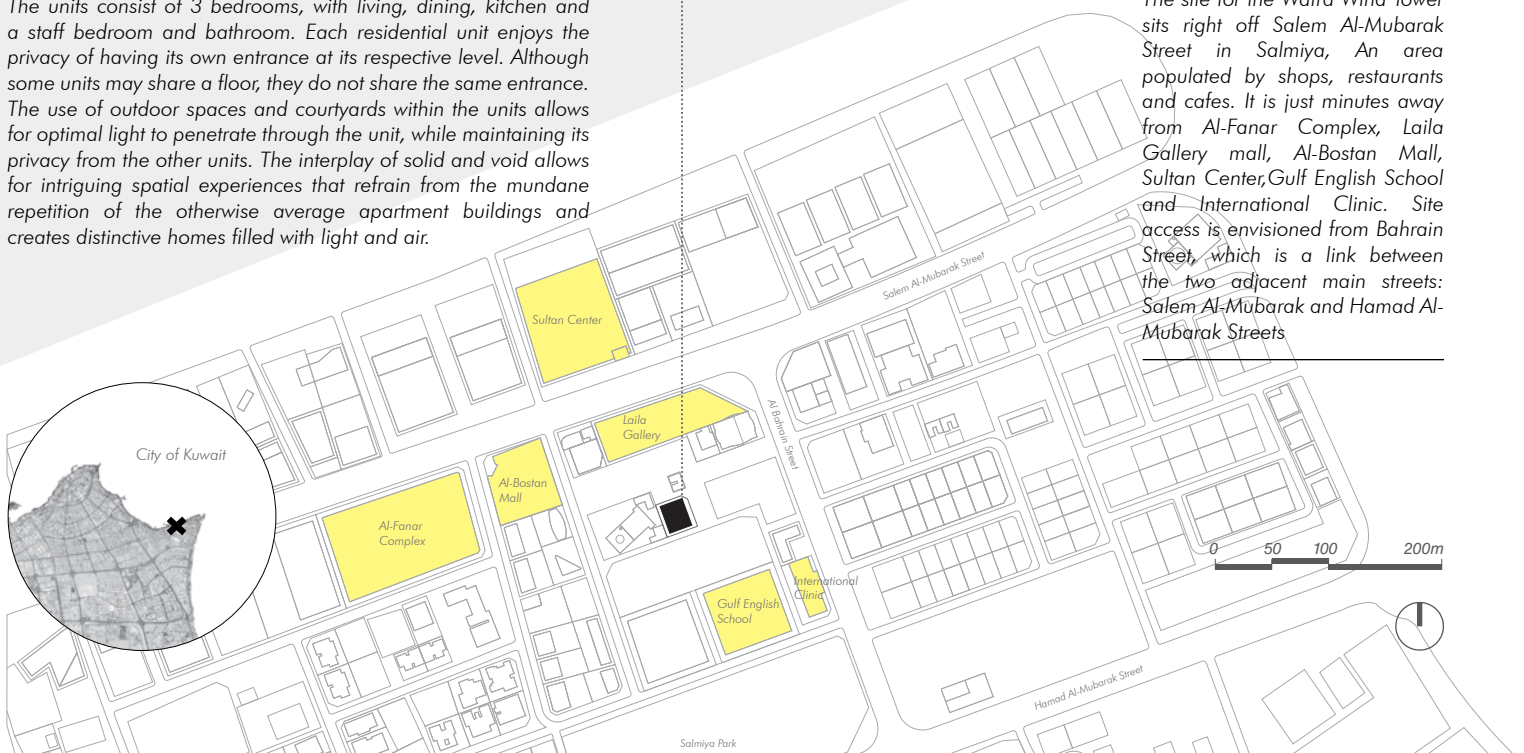 The units consist of 3 bedrooms, with living, dining, kitchen and
a staff bedroom and bathroom. Each residential unit enjoys the
privacy of having its own entrance at its respective level. Although
some units may share a floor, they do not share the same entrance.
The use of outdoor spaces and courtyards within the units allows
for optimal light to penetrate through the unit, while maintaining its
privacy from the other units. The interplay of solid and void allows
for intriguing spatial experiences that refrain from the mundane
repetition of the otherwise average apartment buildings and
creates distinctive homes filled with light and air.
The site for the Wafra Wind Tower
sits right off Salem Al-Mubarak
Street in Salmiya, An area
populated by shops, restaurants
and cafes. It is just minutes away
from Al-Fanar Complex, Laila
Gallery mall, Al-Bostan Mall,
Sultan Center,Gulf English School
and International Clinic. Site
access is envisioned from Bahrain
Street, which is a link between
the two adjacent main streets:
Salem Al-Mubarak and Hamad Al-
Mubarak Streets
Salem Al-Mubarak Street
Sultan Center
Laila
Gallery
Al Bahrain Street
City of Kuwait
Al-Bostan
Mall
Al-Fanar
Complex
International
Clinic
Gulf English
School
0 50 100 200m
Hamad Al-Mubarak Street
Salmiya Park